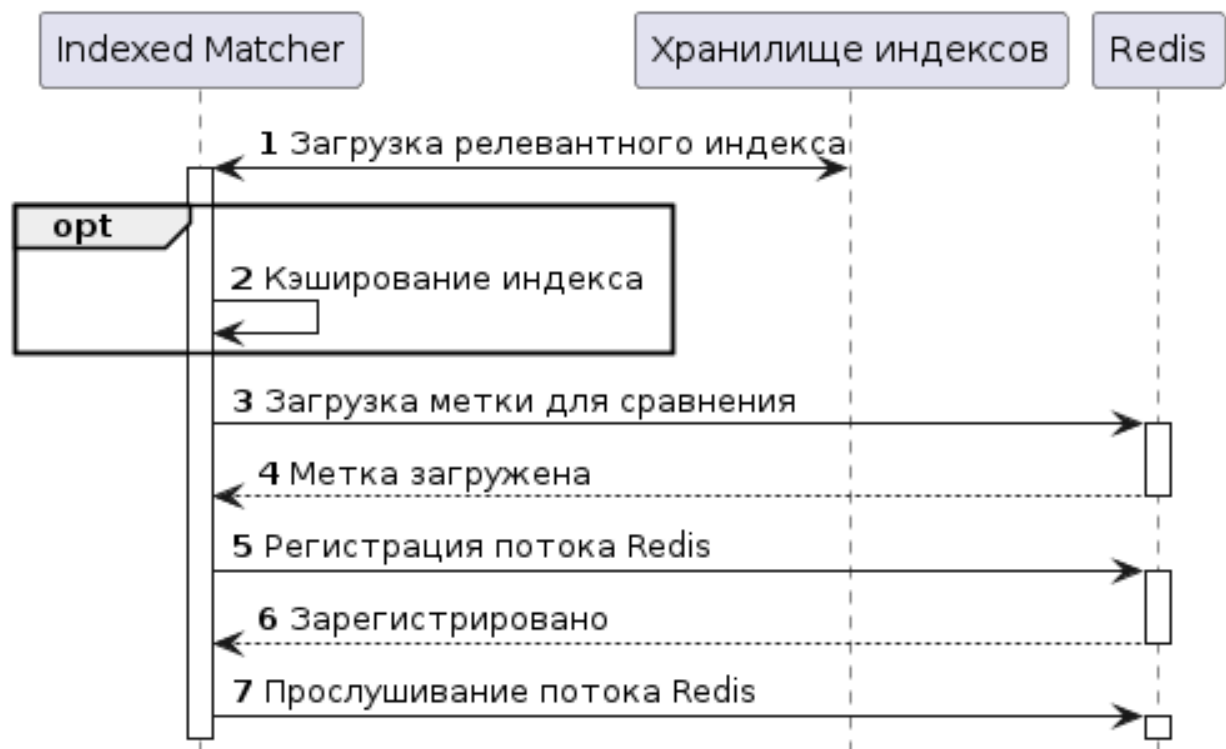 Indexed Matcher
Хранилище индексов
Redis
1 Загрузка релевантного индекса
opt
2 Кэширование индекса
3 Загрузка метки для сравнения
4 Метка загружена
5 Регистрация потока Redis
6 Зарегистрировано
7 Прослушивание потока Redis